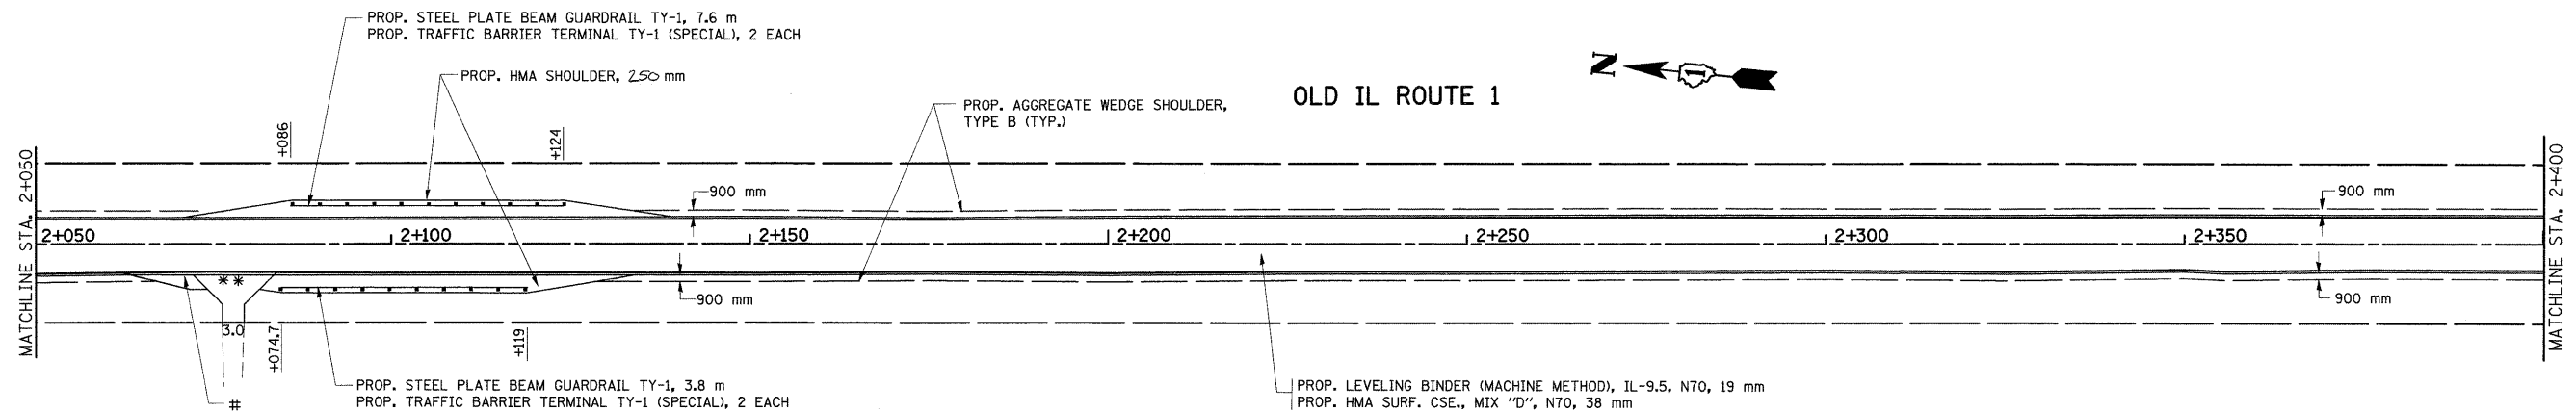 PROP. STEEL PLATE BEAM GUARDRAIL TY-1, 7.6 m
PROP. TRAFFIC BARRIER TERMINAL TY-1 (SPECIAL), 2 EACH
PROP. HMA SHOULDER, 250 mm
PROP. AGGREGATE WEDGE SHOULDER,
TYPE B (TYP.)
OLD IL ROUTE 1
N
1
MATCHLINE STA. 2+050
+086
+124
900 mm
900 mm
MATCHLINE STA. 2+400
2+050
2+100
2+150
2+200
2+250
2+300
2+350
**
900 mm
900 mm
3.0
+074.7
+119
PROP. STEEL PLATE BEAM GUARDRAIL TY-1, 3.8 m
PROP. TRAFFIC BARRIER TERMINAL TY-1 (SPECIAL), 2 EACH
#
PROP. LEVELING BINDER (MACHINE METHOD), IL-9.5, N70, 19 mm
PROP. HMA SURF. CSE., MIX "D", N70, 38 mm